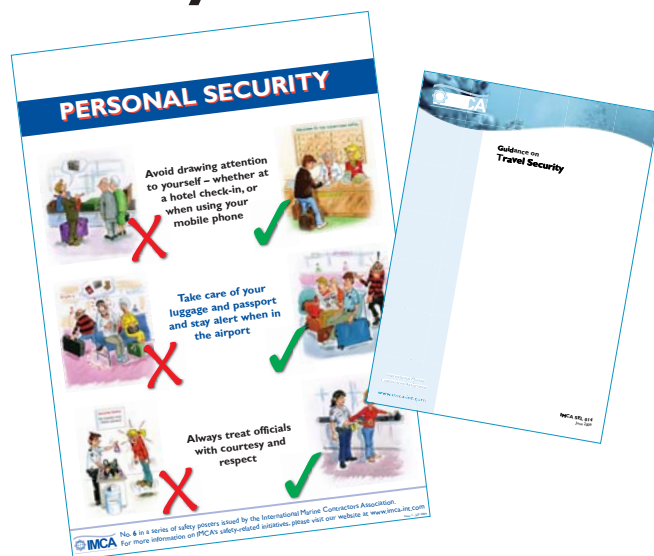 PERSONAL SECURITY
Avoid drawing attention
to yourself – whether at
a hotel check-in, or
when using your
mobile phone
Take care of your
luggage and passport
and stay alert when in
the airport
Always treat officials
with courtesy and
respect
IMCA
No. 6 in a series of safety posters issued by the International Marine Contractors Association.
For more information on IMCA's safety-related initiatives, please visit our website at www.imca-int.com
CA
Guidance on
Travel Security
www.imca-int.com
IMCA SEL 014